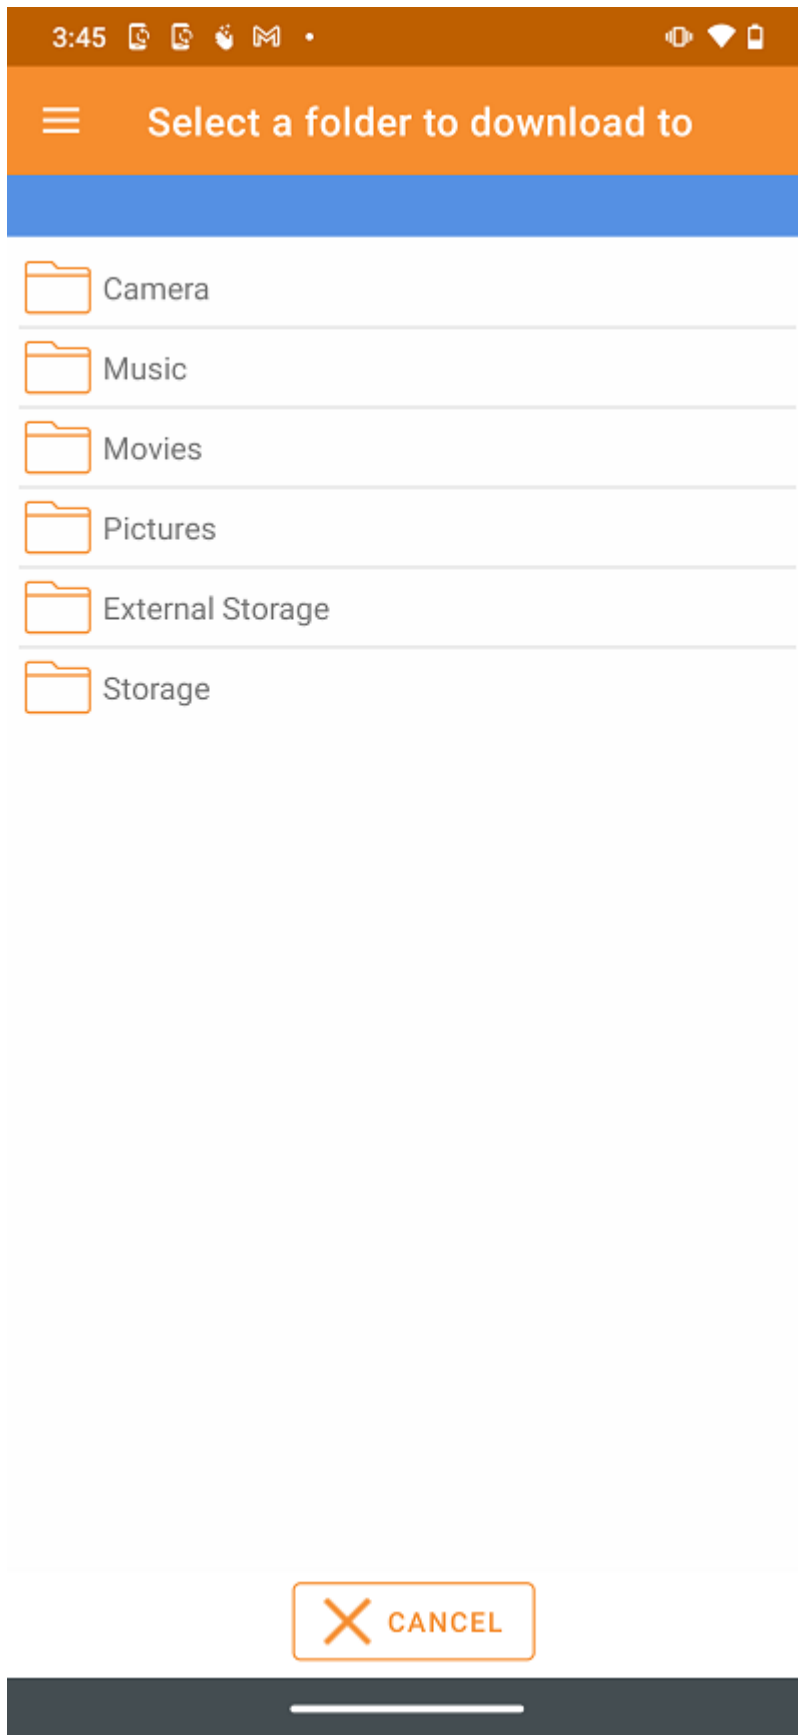 3:45
Select a folder to download to
Camera
Music
Movies
Pictures
External Storage
Storage
CANCEL